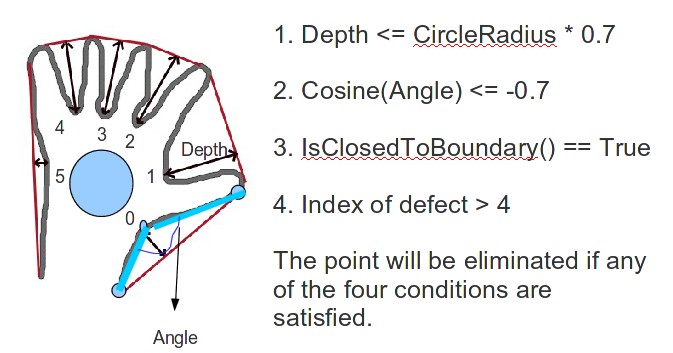 1. Depth <= CircleRadius * 0.7
2. Cosine(Angle) <= -0.7
3. IsClosedToBoundary() == True
4. Index of defect > 4
The point will be eliminated if any
of the four conditions are
satisfied.
4
3
2
Depth
5
1
0
Angle